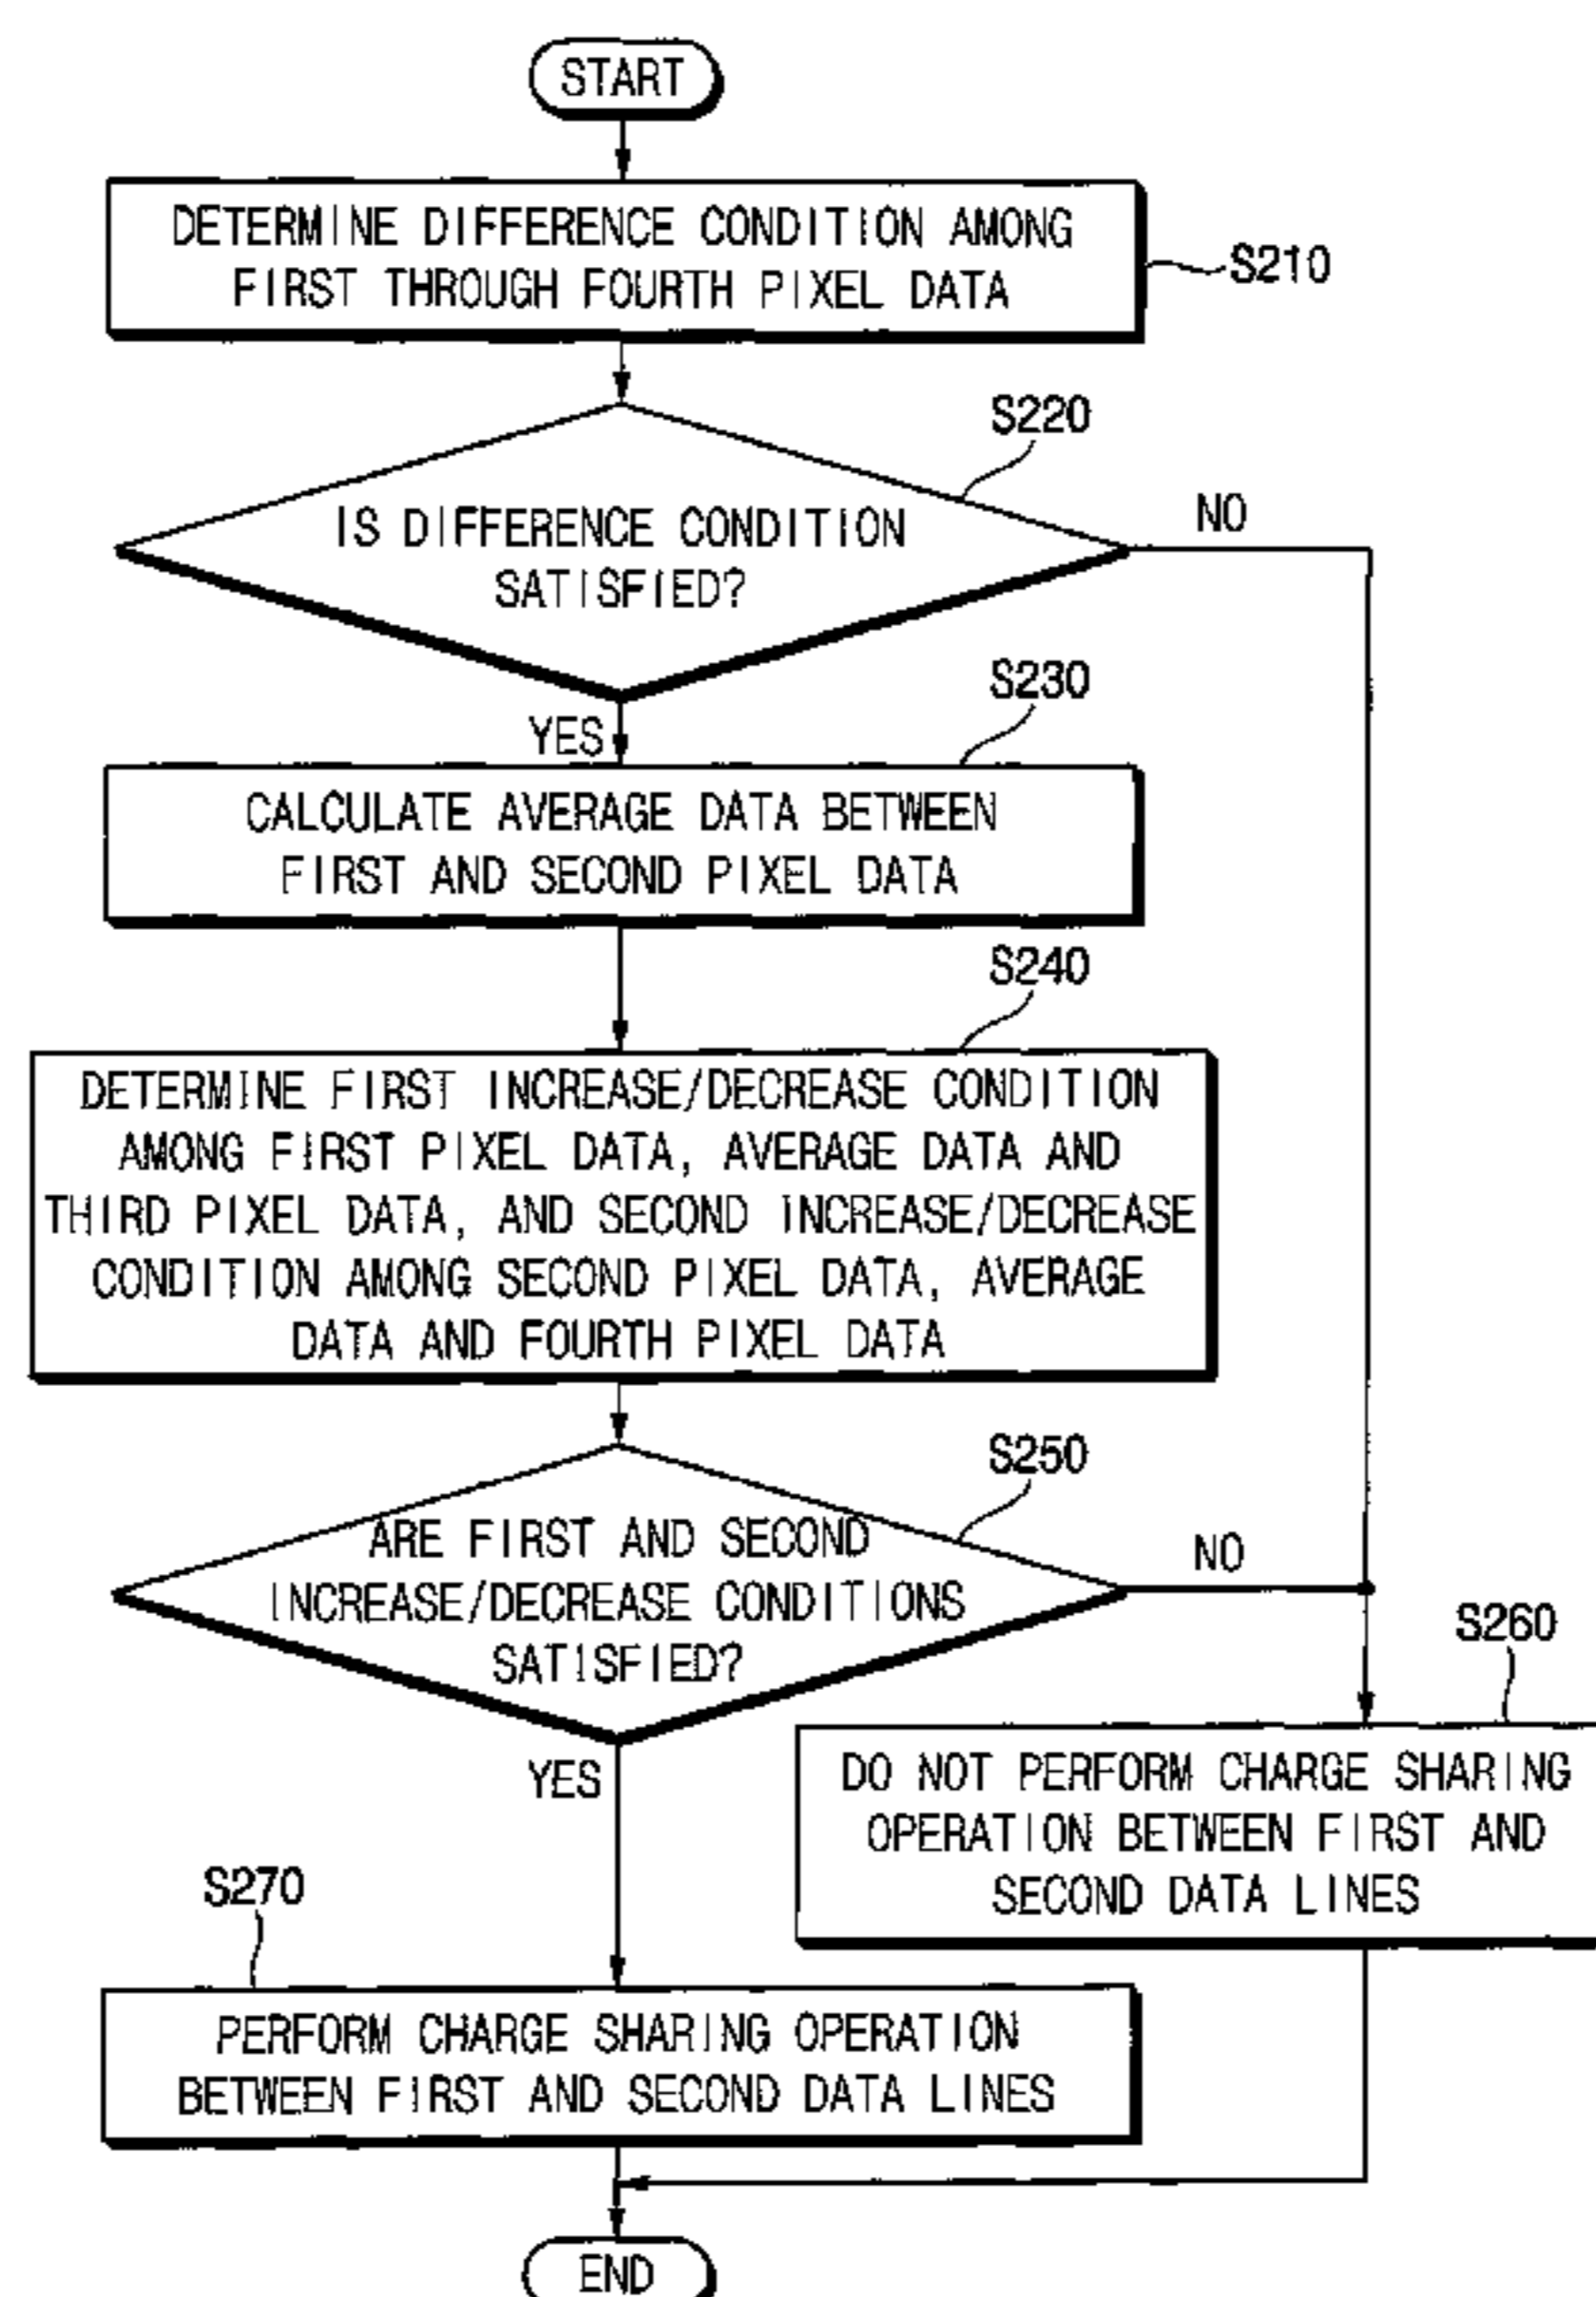 START
DETERMINE DIFFERENCE CONDITION AMONG
FIRST THROUGH FOURTH PIXEL DATA
S210
S220
IS DIFFERENCE CONDITION
SATISFIED?
NO
YES
S230
CALCULATE AVERAGE DATA BETWEEN
FIRST AND SECOND PIXEL DATA
S240
DETERMINE FIRST INCREASE/DECREASE CONDITION
AMONG FIRST PIXEL DATA, AVERAGE DATA AND
THIRD PIXEL DATA, AND SECOND INCREASE/DECREASE
CONDITION AMONG SECOND PIXEL DATA, AVERAGE
DATA AND FOURTH PIXEL DATA
S250
ARE FIRST AND SECOND
INCREASE/DECREASE CONDITIONS
SATISFIED?
NO
YES
S260
DO NOT PERFORM CHARGE SHARING
OPERATION BETWEEN FIRST AND
SECOND DATA LINES
S270
PERFORM CHARGE SHARING OPERATION
BETWEEN FIRST AND SECOND DATA LINES
END